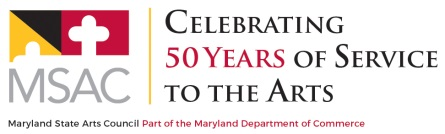 MSAC
CELEBRATING
50 YEARS OF SERVICE
TO THE ARTS
Maryland State Arts Council Part of the Maryland Department of Commerce